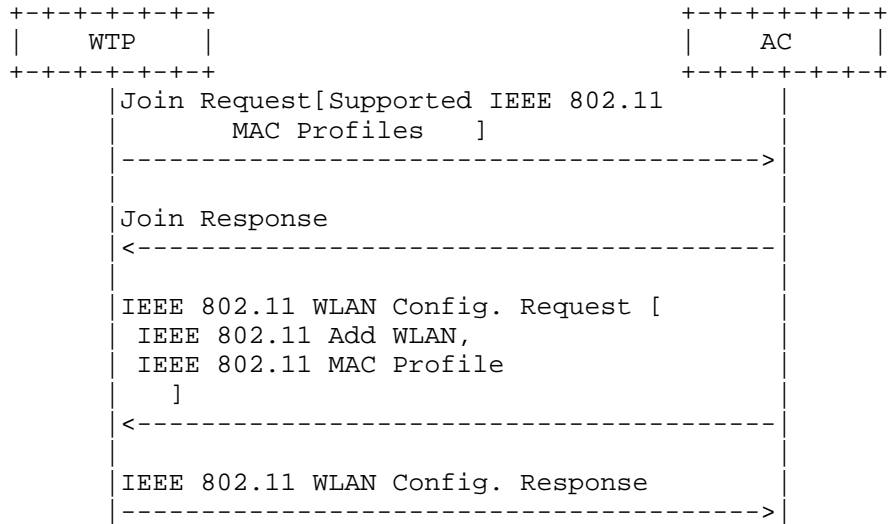 +-+-+-+-+-+-+ +-+-+-+-+-+-+
| WTP | | AC |
+-+-+-+-+-+-+ +-+-+-+-+-+-+
|Join Request[Supported IEEE 802.11 |
| MAC Profiles ] |
|--------------------------------------->|
| |
|Join Response |
|<---------------------------------------|
| |
|IEEE 802.11 WLAN Config. Request [ |
| IEEE 802.11 Add WLAN, |
| IEEE 802.11 MAC Profile |
| ] |
|<---------------------------------------|
| |
|IEEE 802.11 WLAN Config. Response |
|--------------------------------------->|